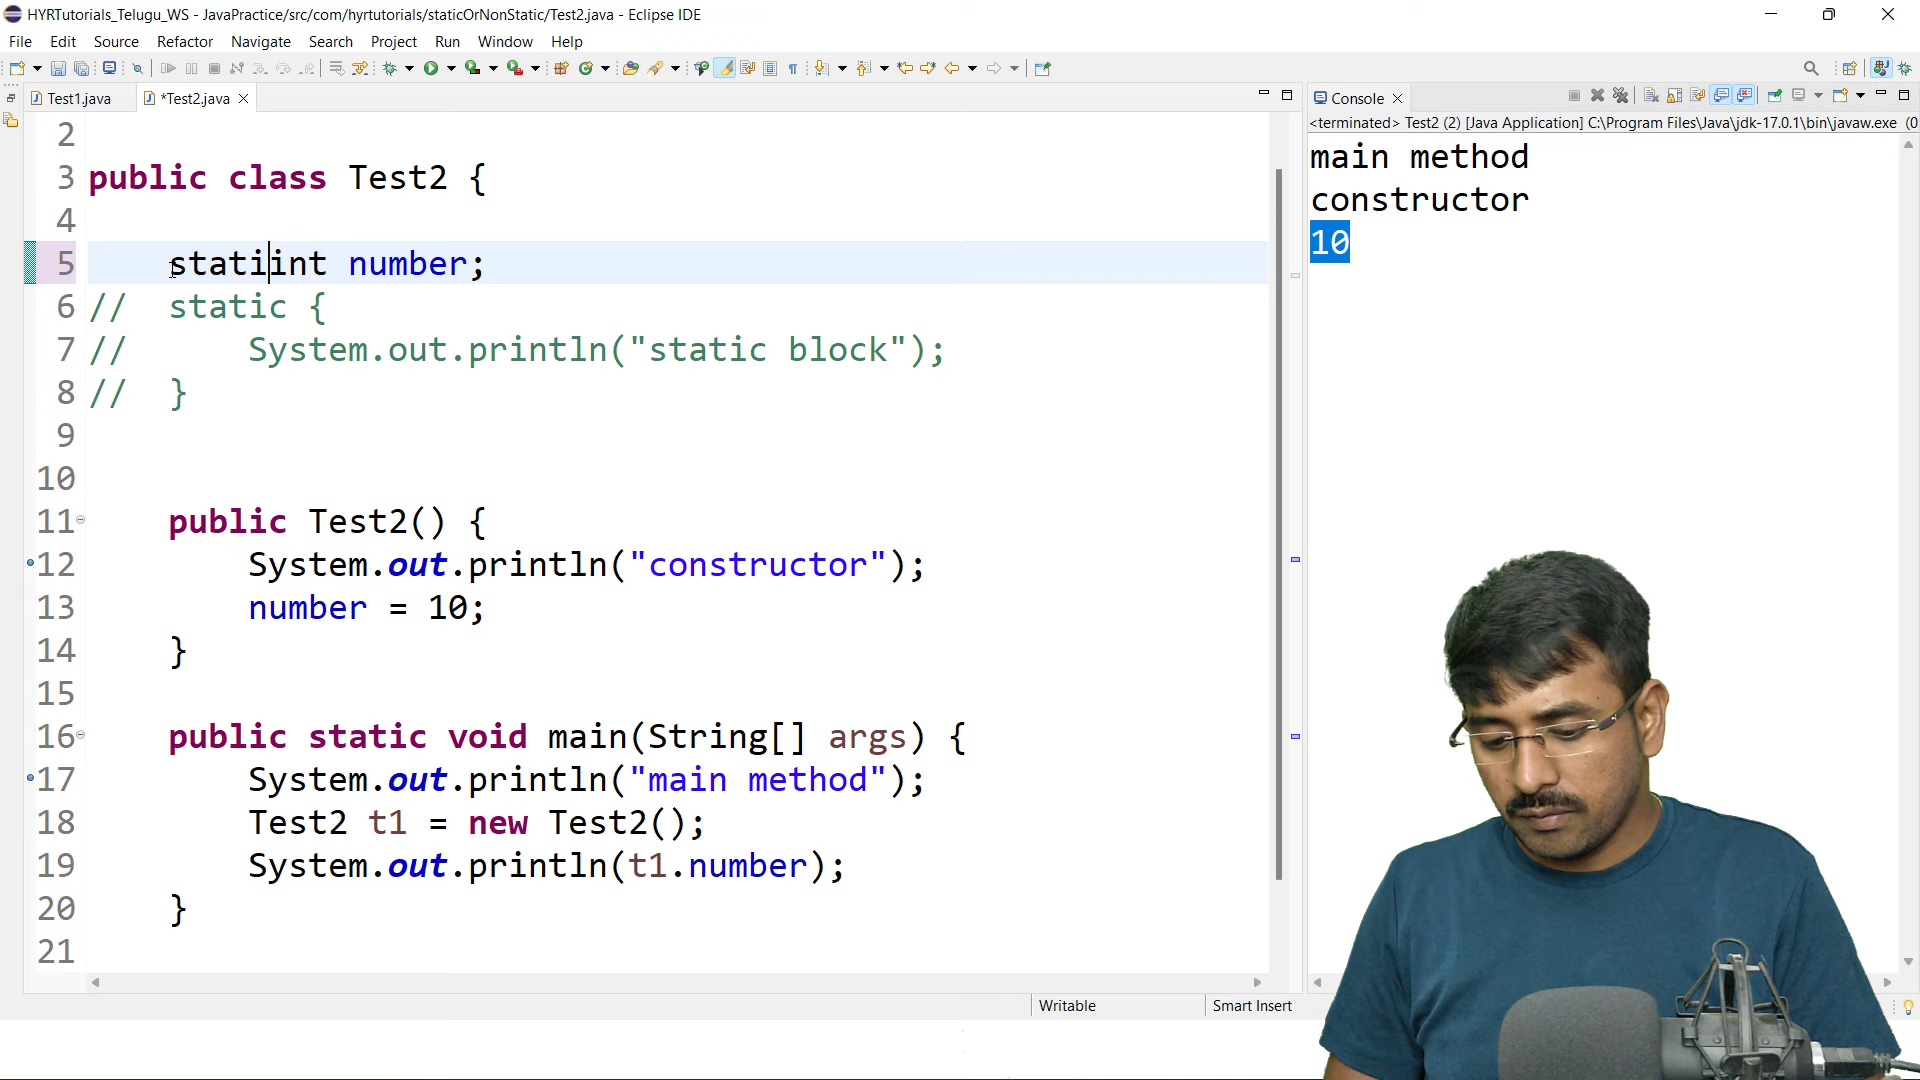 HYRTutorials_Telugu_WS - JavaPractice/src/com/hyrtutorials/staticOrNonStatic/Test2.java - Eclipse IDE
File Edit Source Refactor Navigate Search Project Run Window Help
Test1.java *Test2.java
Console
<terminated> Test2 (2) [Java Application] C:\Program Files\Java\jdk-17.0.1\bin\javaw.exe (0
main method
constructor
10
2
3 public class Test2 {
4
5 statiint number;
6 // static {
7 // System.out.println("static block");
8 // }
9
10
11 public Test2() {
12 System.out.println("constructor");
13 number = 10;
14 }
15
16 public static void main(String[] args) {
17 System.out.println("main method");
18 Test2 t1 = new Test2();
19 System.out.println(t1.number);
20 }
21
Writable Smart Insert